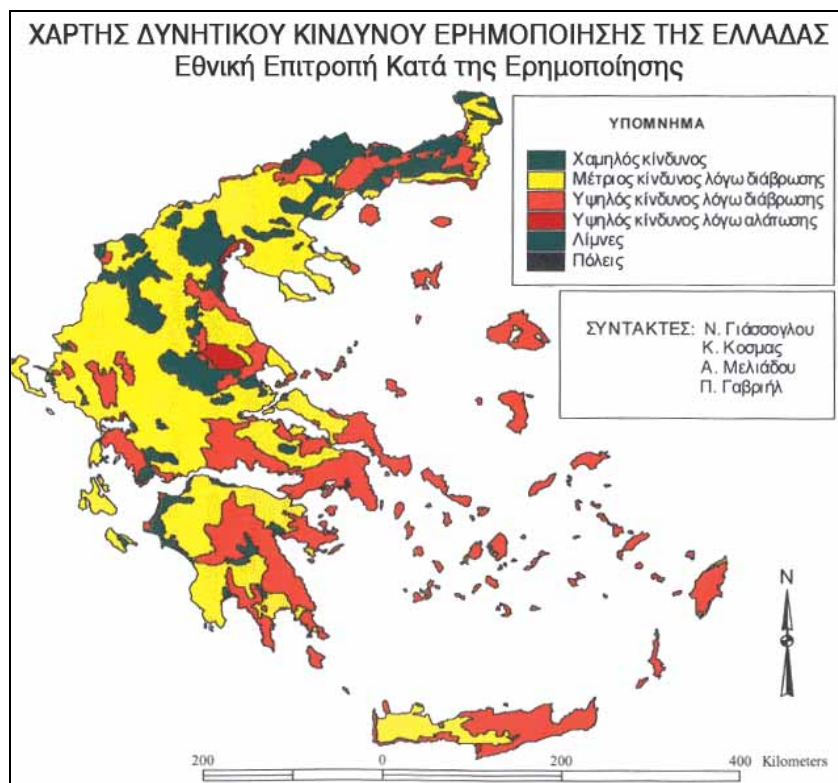 ΧΑΡΤΗΣ ΔΥΝΗΤΙΚΟΥ ΚΙΝΔΥΝΟΥ ΕΡΗΜΟΠΟΙΗΣΗΣ ΤΗΣ ΕΛΛΑΔΑΣ
Εθνική Επιτροπή Κατά της Ερημοποίησης
ΥΠΟΜΝΗΜΑ
Χαμηλός κίνδυνος
Μέτριος κίνδυνος λόγω διάβρωσης
Υψηλός κίνδυνος λόγω διάβρωσης
Υψηλός κίνδυνος λόγω αλάτωσης
Λίμνες
Πόλεις
ΣΥΝΤΑΚΤΕΣ: Ν. Γιάσσογλου
Κ. Κοσμας
Α. Μελιάδου
Π. Γαβριήλ
N
200 0 200 400 Kilometers